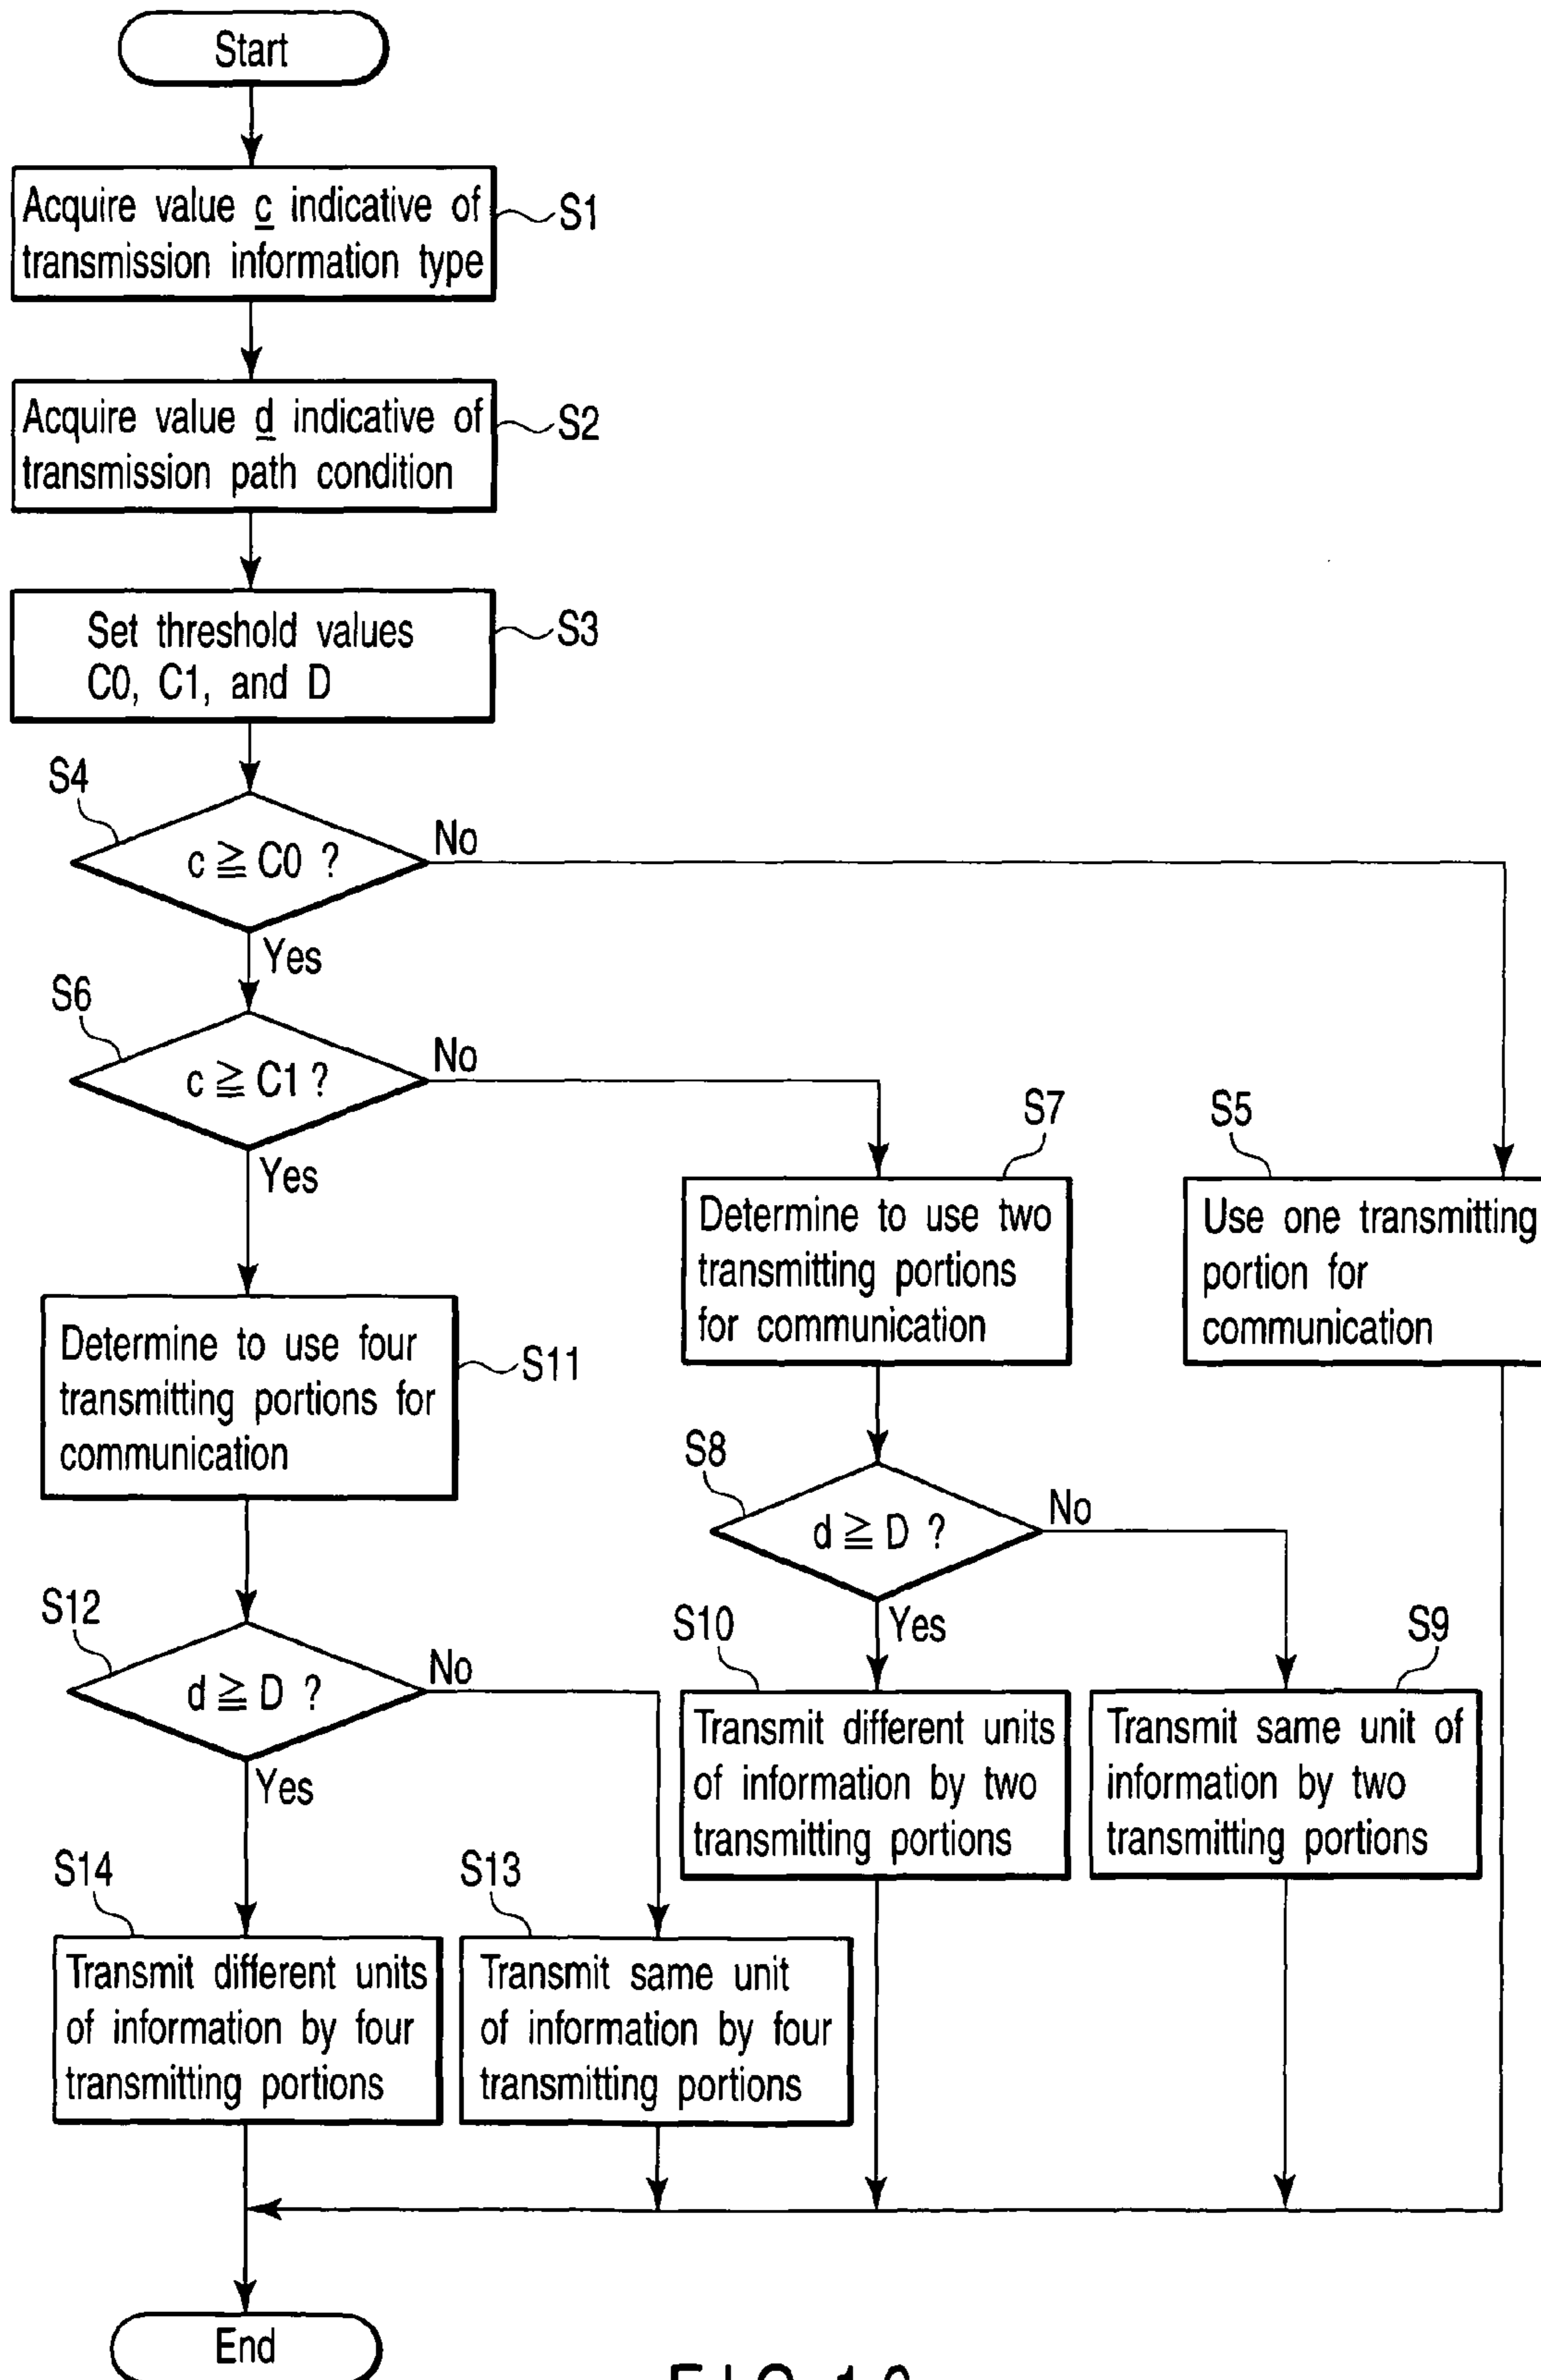 Start
Acquire value c indicative of
transmission information type
S1
Acquire value d indicative of
transmission path condition
S2
Set threshold values
C0, C1, and D
S3
S4
c ≧ C0 ?
No
Yes
S6
c ≧ C1 ?
No
Yes
S7
Determine to use two
transmitting portions
for communication
S5
Use one transmitting
portion for
communication
Determine to use four
transmitting portions for
communication
S11
S8
d ≧ D ?
No
Yes
S12
d ≧ D ?
No
Yes
S10
Transmit different units
of information by two
transmitting portions
S9
Transmit same unit of
information by two
transmitting portions
S14
Transmit different units
of information by four
transmitting portions
S13
Transmit same unit
of information by four
transmitting portions
End